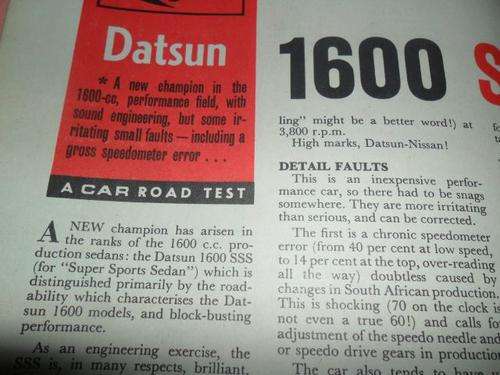 Datsun
* A new champion in the
1600-cc, performance field, with
sound engineering, but some ir-
ritating small faults — including a
gross speedometer error . . .
A CAR ROAD TEST
A NEW champion has arisen in
the ranks of the 1600 c.c. pro-
duction sedans: the Datsun 1600 SSS
(for "Super Sports Sedan") which is
distinguished primarily by the road-
ability which characterises the Dat-
sun 1600 models, and block-busting
performance.
As an engineering exercise, the
SSS is, in many respects, brilliant.
1600 S
ling" might be a better word!) at
3,800 r.p.m.
High marks, Datsun-Nissan!
DETAIL FAULTS
This is an inexpensive perfor-
mance car, so there had to be snags
somewhere. They are more irritating
than serious, and can be corrected.
The first is a chronic speedometer
error (from 40 per cent at low speed,
to 14 per cent at the top, over-reading
all the way) doubtless caused by
changes in South African production.
This is shocking (70 on the clock is
not even a true 60!) and calls for
adjustment of the speedo needle and
or speedo drive gears in production
The car also tends to have